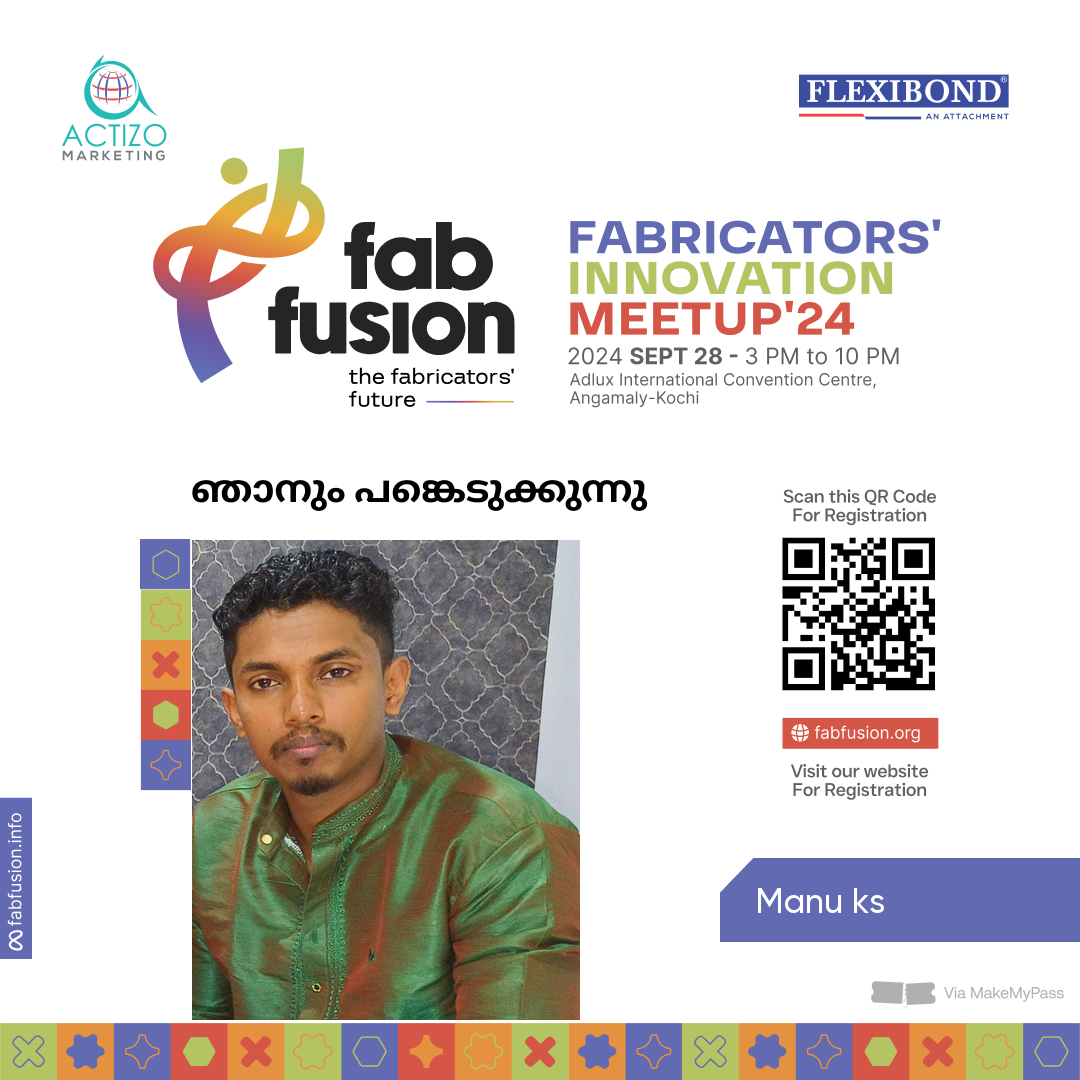 ACTIZO
MARKETING
FLEXIBOND®
AN ATTACHMENT
fab
fusion
the fabricators'
future
FABRICATORS'
INNOVATION
MEETUP'24
2024 SEPT 28 - 3 PM to 10 PM
Adlux International Convention Centre,
Angamaly-Kochi
ഞാനും പങ്കെടുക്കുന്നു
Scan this QR Code
For Registration
fabfusion.org
Visit our website
For Registration
fabfusion.info
Manu ks
Via MakeMyPass